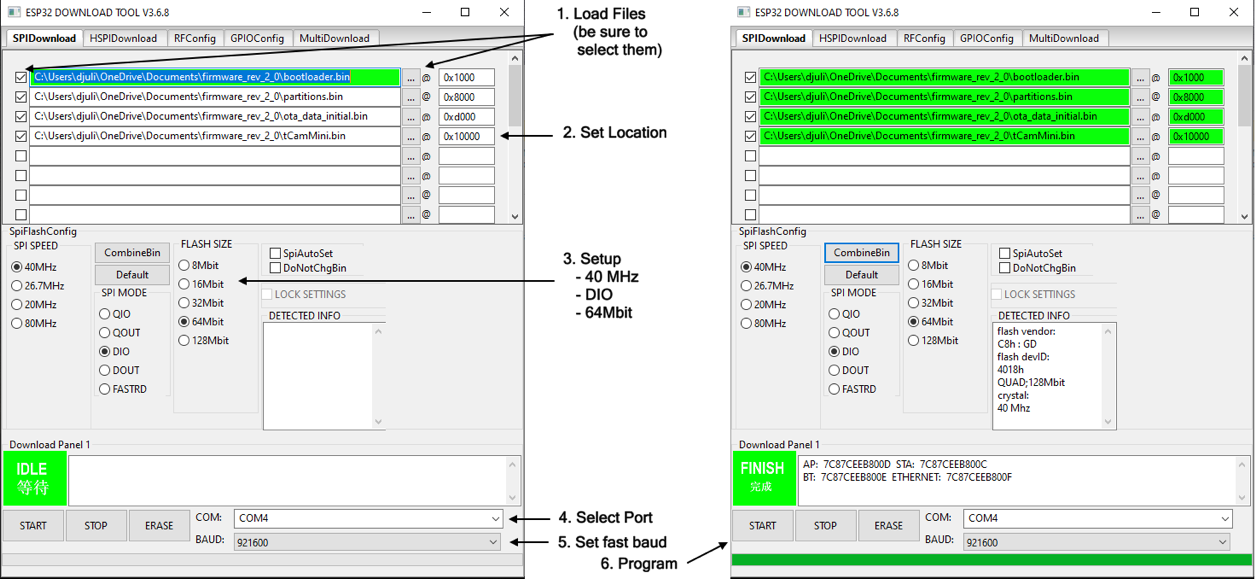 ESP32 DOWNLOAD TOOL V3.6.8
SPIDownload HSPIDownload RFConfig GPIOConfig MultiDownload
C:\Users\djuli\OneDrive\Documents\firmware_rev_2_0\bootloader.bin ... @ 0x1000
C:\Users\djuli\OneDrive\Documents\firmware_rev_2_0\partitions.bin ... @ 0x8000
C:\Users\djuli\OneDrive\Documents\firmware_rev_2_0\ota_data_initial.bin ... @ 0xd000
C:\Users\djuli\OneDrive\Documents\firmware_rev_2_0\tCamMini.bin ... @ 0x10000
... @
... @
... @
... @
SpiFlashConfig
SPI SPEED
40MHz
26.7MHz
20MHz
80MHz
CombineBin
Default
SPI MODE
QIO
QOUT
DIO
DOUT
FASTRD
FLASH SIZE
8Mbit
16Mbit
32Mbit
64Mbit
128Mbit
SpiAutoSet
DoNotChgBin
LOCK SETTINGS
DETECTED INFO
Download Panel 1
IDLE
等待
START STOP ERASE
COM: COM4
BAUD: 921600
1. Load Files
(be sure to
select them)
2. Set Location
3. Setup
- 40 MHz
- DIO
- 64Mbit
4. Select Port
5. Set fast baud
6. Program
ESP32 DOWNLOAD TOOL V3.6.8
SPIDownload HSPIDownload RFConfig GPIOConfig MultiDownload
C:\Users\djuli\OneDrive\Documents\firmware_rev_2_0\bootloader.bin ... @ 0x1000
C:\Users\djuli\OneDrive\Documents\firmware_rev_2_0\partitions.bin ... @ 0x8000
C:\Users\djuli\OneDrive\Documents\firmware_rev_2_0\ota_data_initial.bin ... @ 0xd000
C:\Users\djuli\OneDrive\Documents\firmware_rev_2_0\tCamMini.bin ... @ 0x10000
... @
... @
... @
... @
SpiFlashConfig
SPI SPEED
40MHz
26.7MHz
20MHz
80MHz
CombineBin
Default
SPI MODE
QIO
QOUT
DIO
DOUT
FASTRD
FLASH SIZE
8Mbit
16Mbit
32Mbit
64Mbit
128Mbit
SpiAutoSet
DoNotChgBin
LOCK SETTINGS
DETECTED INFO
flash vendor:
C8h : GD
flash devID:
4018h
QUAD;128Mbit
crystal:
40 Mhz
Download Panel 1
FINISH
完成
AP: 7C87CEEB800D STA: 7C87CEEB800C
BT: 7C87CEEB800E ETHERNET: 7C87CEEB800F
START STOP ERASE
COM: COM4
BAUD: 921600